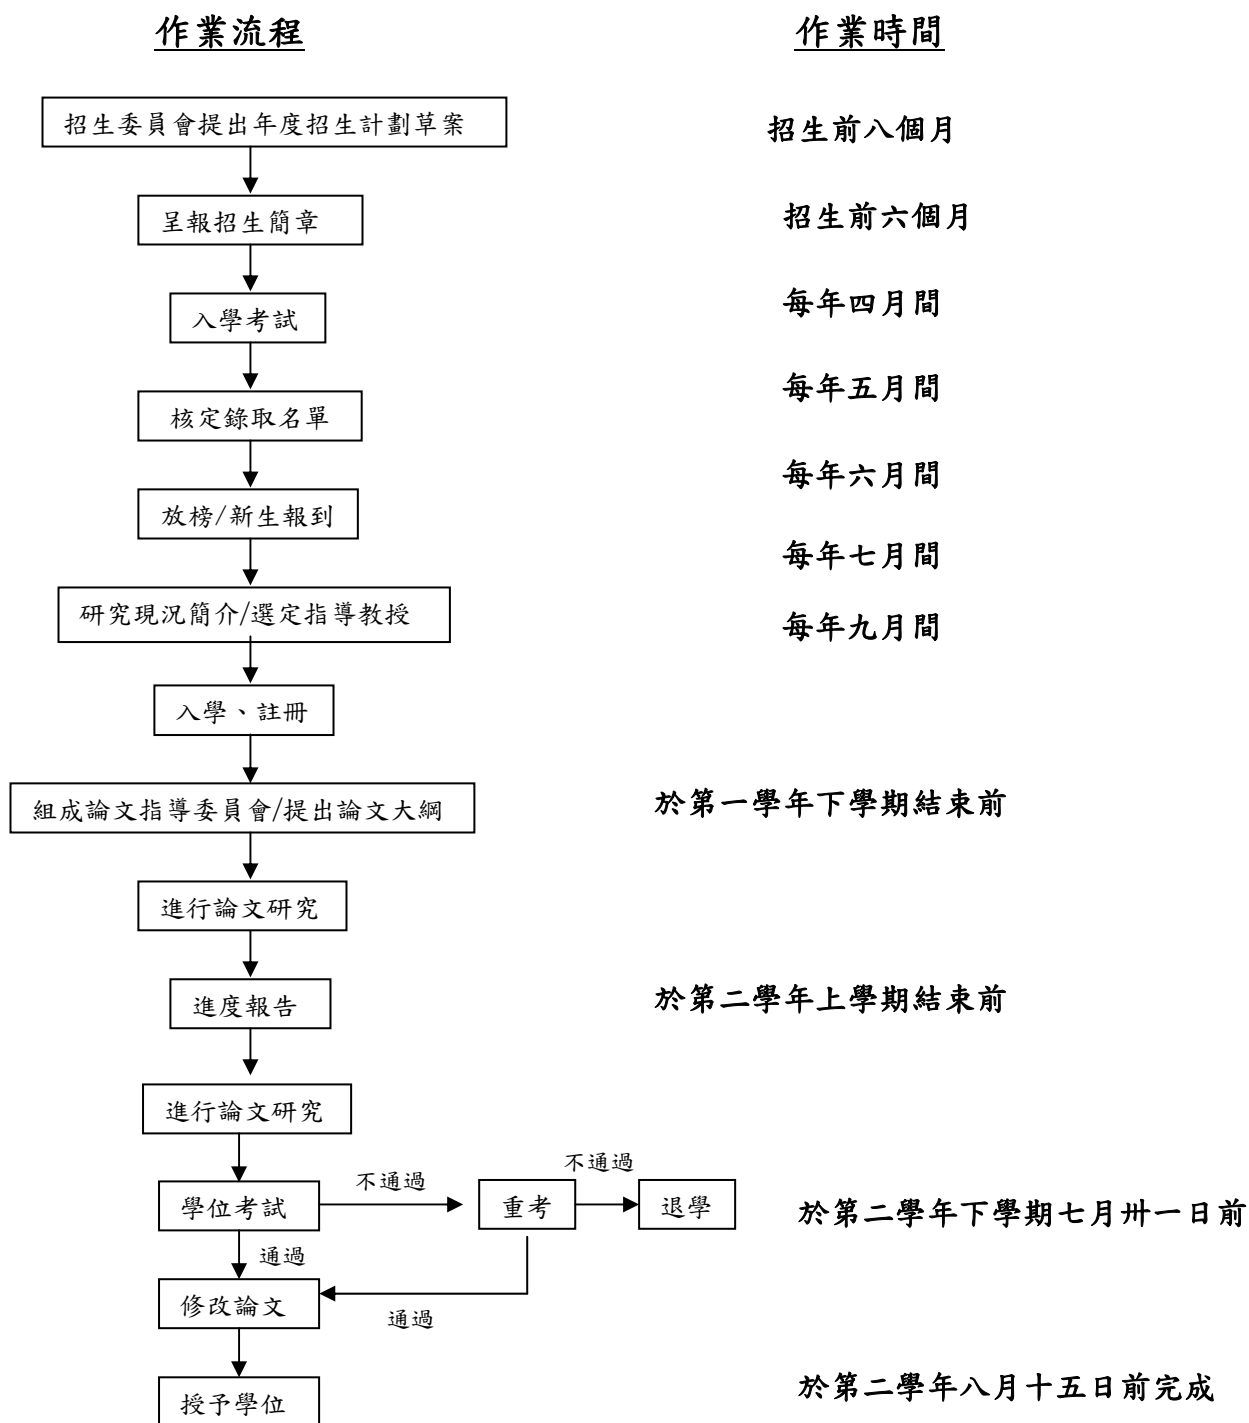 作業流程
作業時間
招生委員會提出年度招生計劃草案
招生前八個月
呈報招生簡章
招生前六個月
入學考試
每年四月間
核定錄取名單
每年五月間
放榜/新生報到
每年六月間
研究現況簡介/選定指導教授
每年七月間
入學、註冊
每年九月間
組成論文指導委員會/提出論文大綱
於第一學年下學期結束前
進行論文研究
進度報告
於第二學年上學期結束前
進行論文研究
學位考試
不通過
重考
不通過
退學
於第二學年下學期七月卅一日前
通過
修改論文
通過
授予學位
於第二學年八月十五日前完成